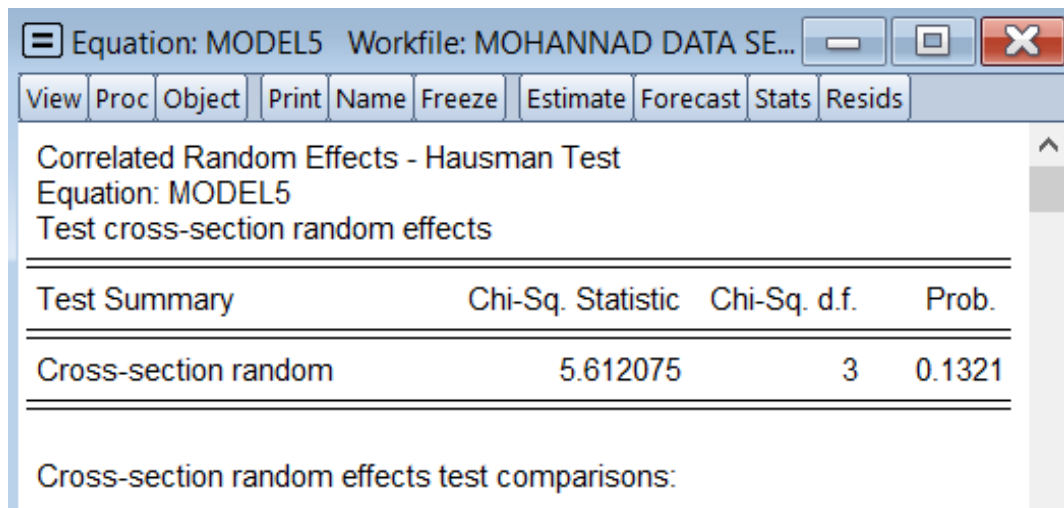 Equation: MODEL5 Workfile: MOHANNAD DATA SE...
View Proc Object Print Name Freeze Estimate Forecast Stats Resids
Correlated Random Effects - Hausman Test
Equation: MODEL5
Test cross-section random effects
Test Summary Chi-Sq. Statistic Chi-Sq. d.f. Prob.
Cross-section random 5.612075 3 0.1321
Cross-section random effects test comparisons: